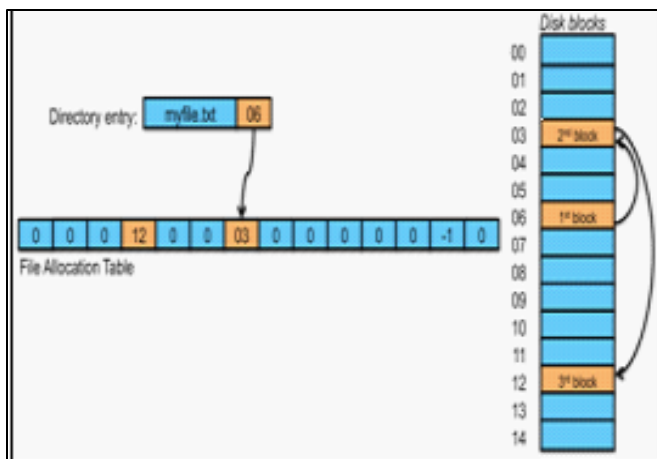 Disk blocks
00
01
02
Directory entry: myfile.txt 06
03 2nd block
04
05
06 1st block
0 0 0 12 0 0 03 0 0 0 0 0 -1 0
07
File Allocation Table
08
09
10
11
12 3rd block
13
14